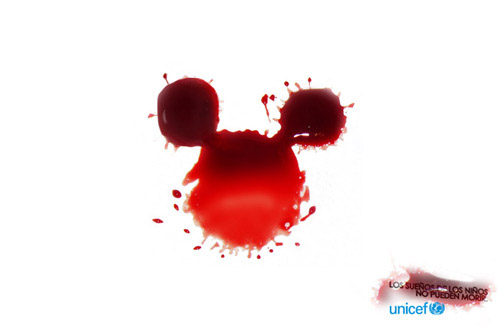 LOS SUEÑOS DE LOS NIÑOS
NO PUEDEN MORIR.
unicef